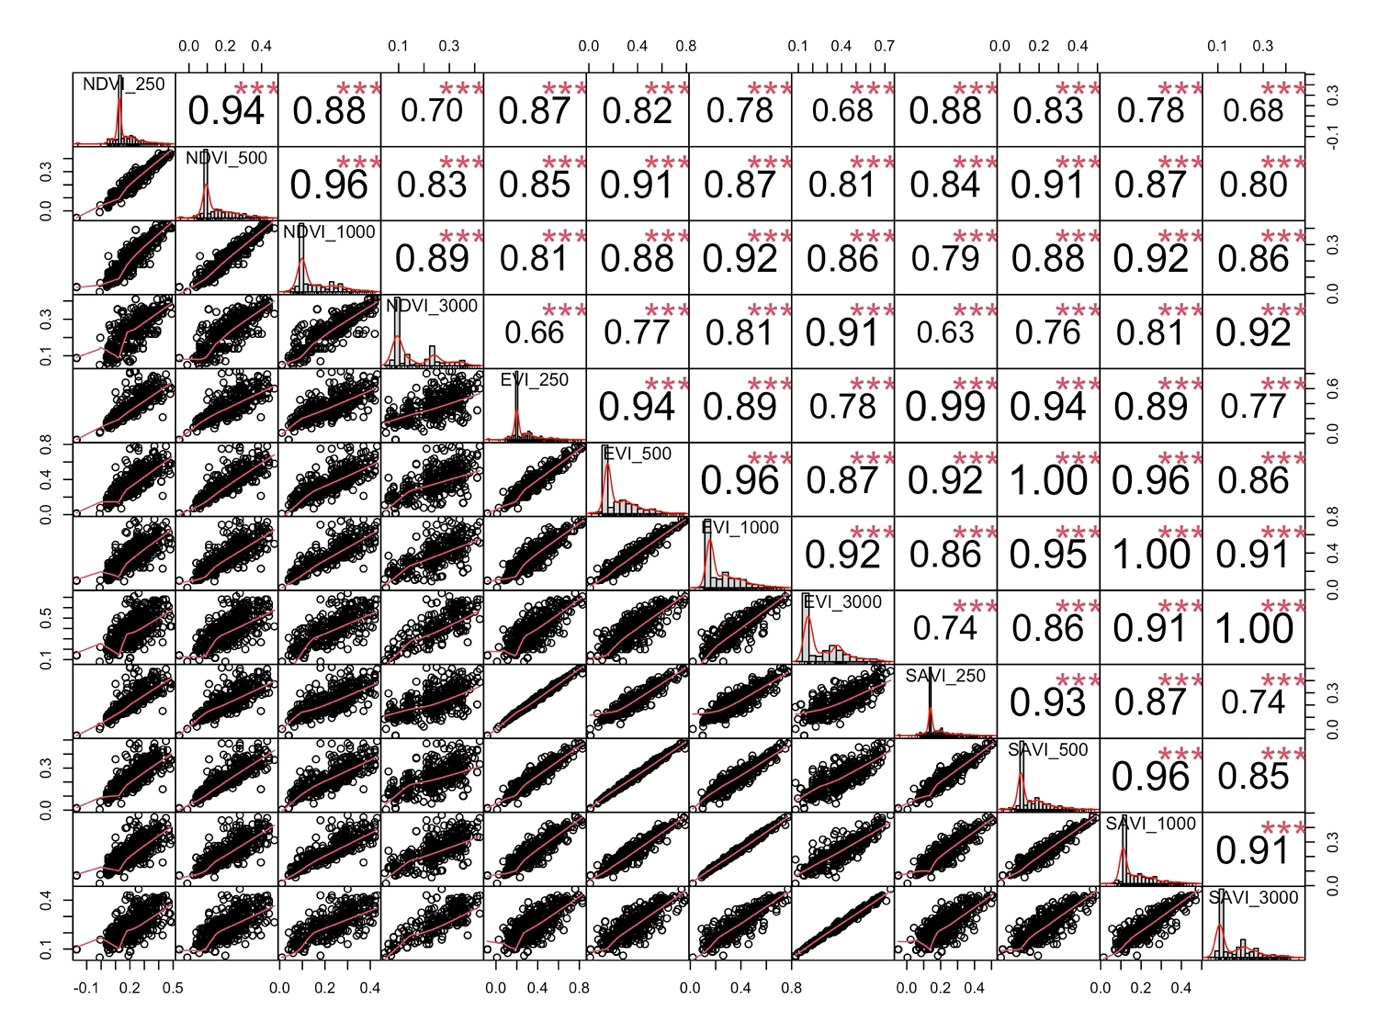 0.0 0.2 0.4 0.1 0.3 0.0 0.4 0.8 0.1 0.4 0.7 0.0 0.2 0.4 0.1 0.3
NDVI_250 0.94*** 0.88*** 0.70*** 0.87*** 0.82*** 0.78*** 0.68*** 0.88*** 0.83*** 0.78*** 0.68*** -0.1 0.3
0.0 0.3 NDVI_500 0.96*** 0.83*** 0.85*** 0.91*** 0.87*** 0.81*** 0.84*** 0.91*** 0.87*** 0.80***
NDVI_1000 0.89*** 0.81*** 0.88*** 0.92*** 0.86*** 0.79*** 0.88*** 0.92*** 0.86*** 0.0 0.3
0.1 0.3 NDVI_3000 0.66*** 0.77*** 0.81*** 0.91*** 0.63*** 0.76*** 0.81*** 0.92***
EVI_250 0.94*** 0.89*** 0.78*** 0.99*** 0.94*** 0.89*** 0.77*** 0.0 0.6
0.0 0.4 0.8 EVI_500 0.96*** 0.87*** 0.92*** 1.00*** 0.96*** 0.86***
EVI_1000 0.92*** 0.86*** 0.95*** 1.00*** 0.91*** 0.0 0.4 0.8
0.1 0.5 EVI_3000 0.74*** 0.86*** 0.91*** 1.00***
SAVI_250 0.93*** 0.87*** 0.74*** 0.0 0.3
0.0 0.3 SAVI_500 0.96*** 0.85***
SAVI_1000 0.91*** 0.0 0.3
0.1 0.4 SAVI_3000
-0.1 0.2 0.5 0.0 0.2 0.4 0.0 0.4 0.8 0.0 0.4 0.8 0.0 0.2 0.4 0.0 0.2 0.4